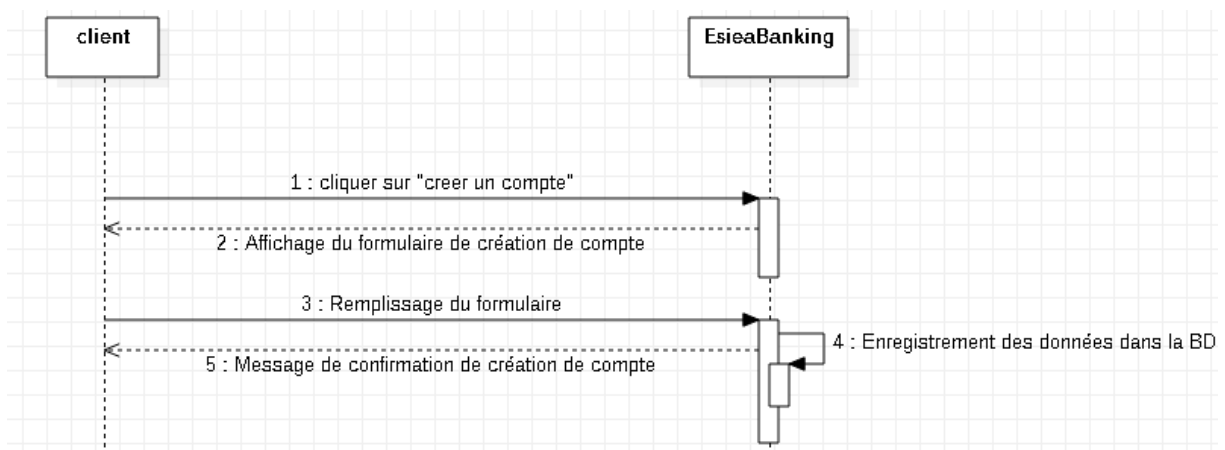 client
EsieaBanking
1 : cliquer sur "creer un compte"
2 : Affichage du formulaire de création de compte
3 : Remplissage du formulaire
4 : Enregistrement des données dans la BD
5 : Message de confirmation de création de compte